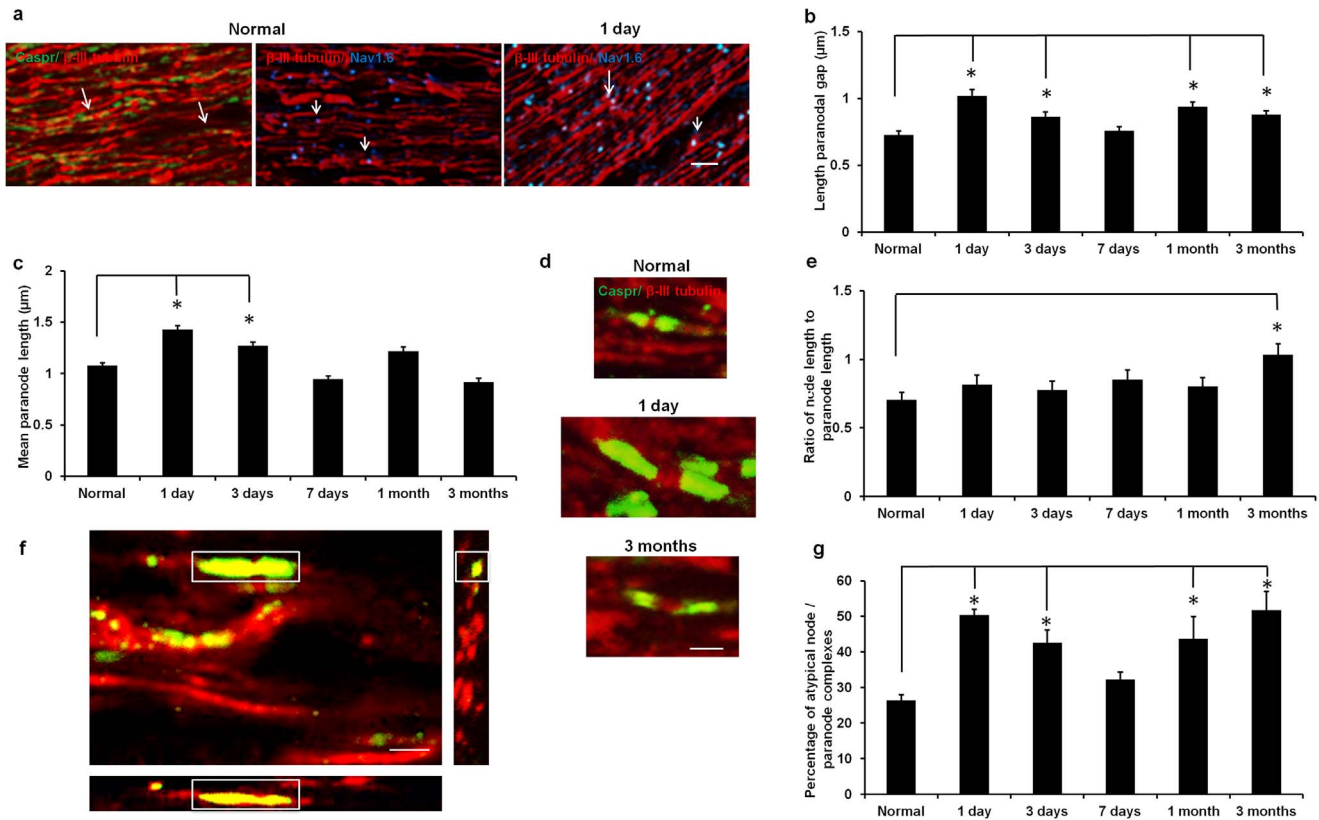 a
Normal
1 day
Caspr/ β-III tubulin
β-III tubulin/ Nav1.6
β-III tubulin/ Nav1.6
b
Length paranodal gap (µm)
1.5
1
0.5
0
*
*
*
*
Normal
1 day
3 days
7 days
1 month
3 months
c
Mean paranode length (µm)
2
1.5
1
0.5
0
*
*
Normal
1 day
3 days
7 days
1 month
3 months
d
Normal
Caspr/ β-III tubulin
1 day
3 months
e
Ratio of node length to
paranode length
1.5
1
0.5
0
*
Normal
1 day
3 days
7 days
1 month
3 months
f
g
Percentage of atypical node /
paranode complexes
60
50
40
30
20
10
0
*
*
*
*
Normal
1 day
3 days
7 days
1 month
3 months